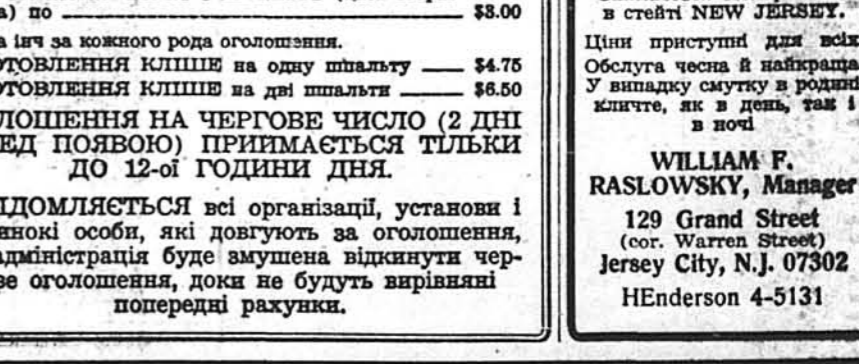 а) по $3.00
а інч за кожного рода оголошення.
ОТОВЛЕННЯ КЛІШЕ на одну шпальту $4.75
ОТОВЛЕННЯ КЛІШЕ на дві шпальти $6.50
ЛОШЕННЯ НА ЧЕРГОВЕ ЧИСЛО (2 ДНІ
ЕД ПОЯВОЮ) ПРИЙМАЄТЬСЯ ТІЛЬКИ
ДО 12-ої ГОДИНИ ДНЯ.
ІДОМЛЯЄТЬСЯ всі організації, установи і
инокі особи, які довгують за оголошення,
адміністрація буде змушена відкинути чер-
ве оголошення, доки не будуть вирівняні
попередні рахунки.
в стейті NEW JERSEY.
Ціни приступні для всіх
Обслуга чесна й найкраща
У випадку смутку в родині
кличте, як в день, так і
в ночі
WILLIAM F.
RASLOWSKY, Manager
129 Grand Street
(cor. Warren Street)
Jersey City, N.J. 07302
HEnderson 4-5131